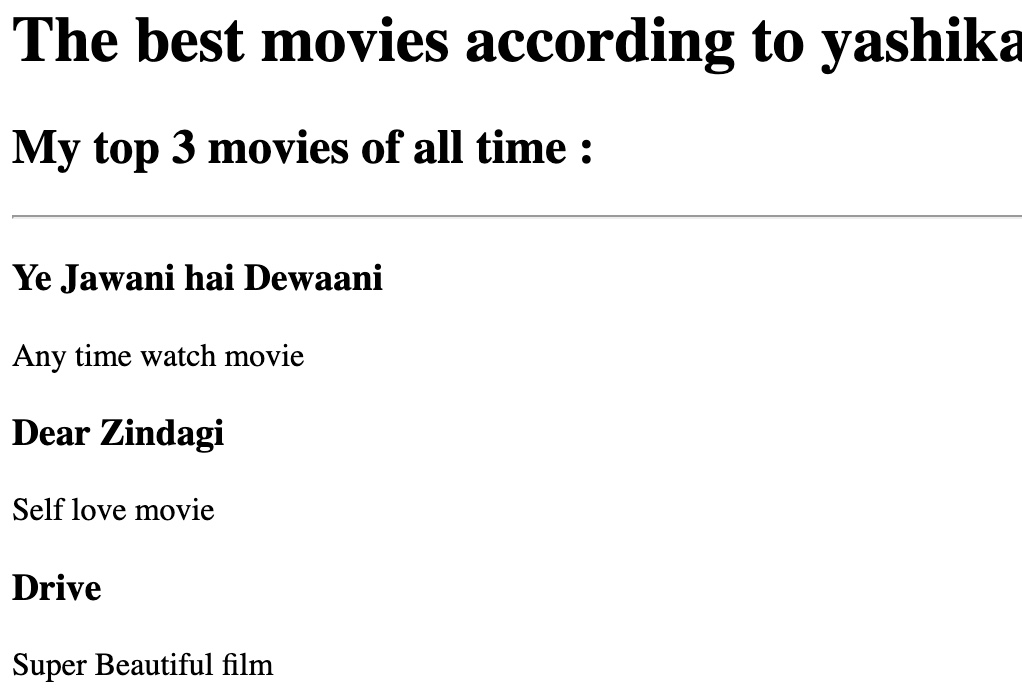 The best movies according to yashika
My top 3 movies of all time :
Ye Jawani hai Dewaani
Any time watch movie
Dear Zindagi
Self love movie
Drive
Super Beautiful film